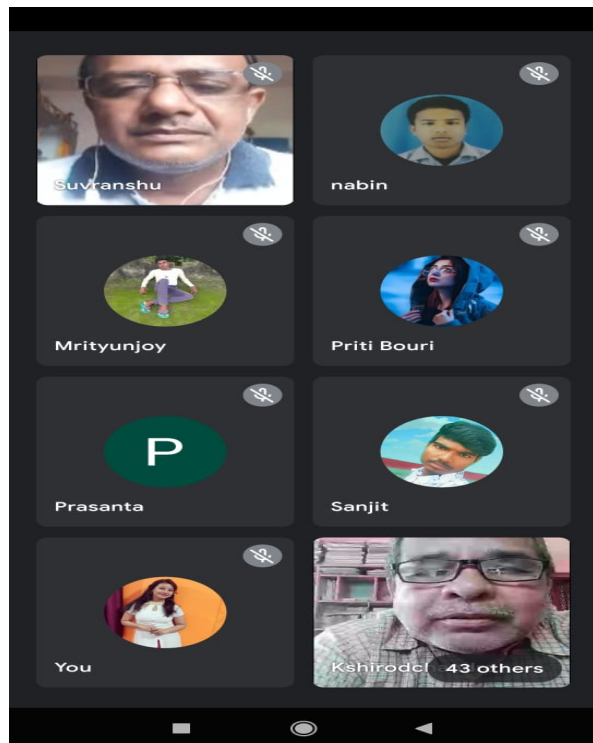 Suvranshu
nabin
Mrityunjoy
Priti Bouri
P
Prasanta
Sanjit
You
43 others